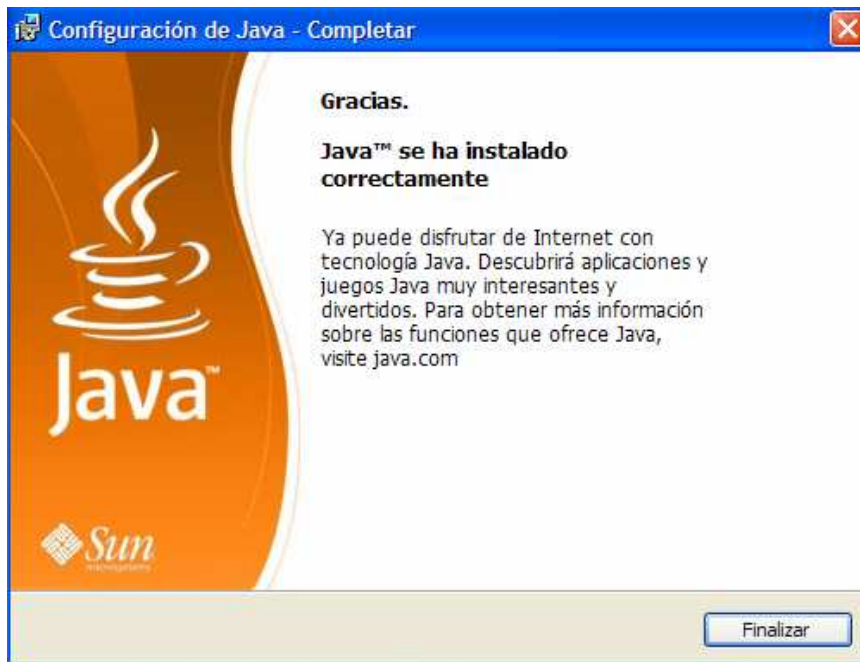 Configuración de Java - Completar
Gracias.
Java™ se ha instalado
correctamente
Ya puede disfrutar de Internet con
tecnología Java. Descubrirá aplicaciones y
juegos Java muy interesantes y
divertidos. Para obtener más información
sobre las funciones que ofrece Java,
visite java.com
Java™
Sun
microsystems
Finalizar